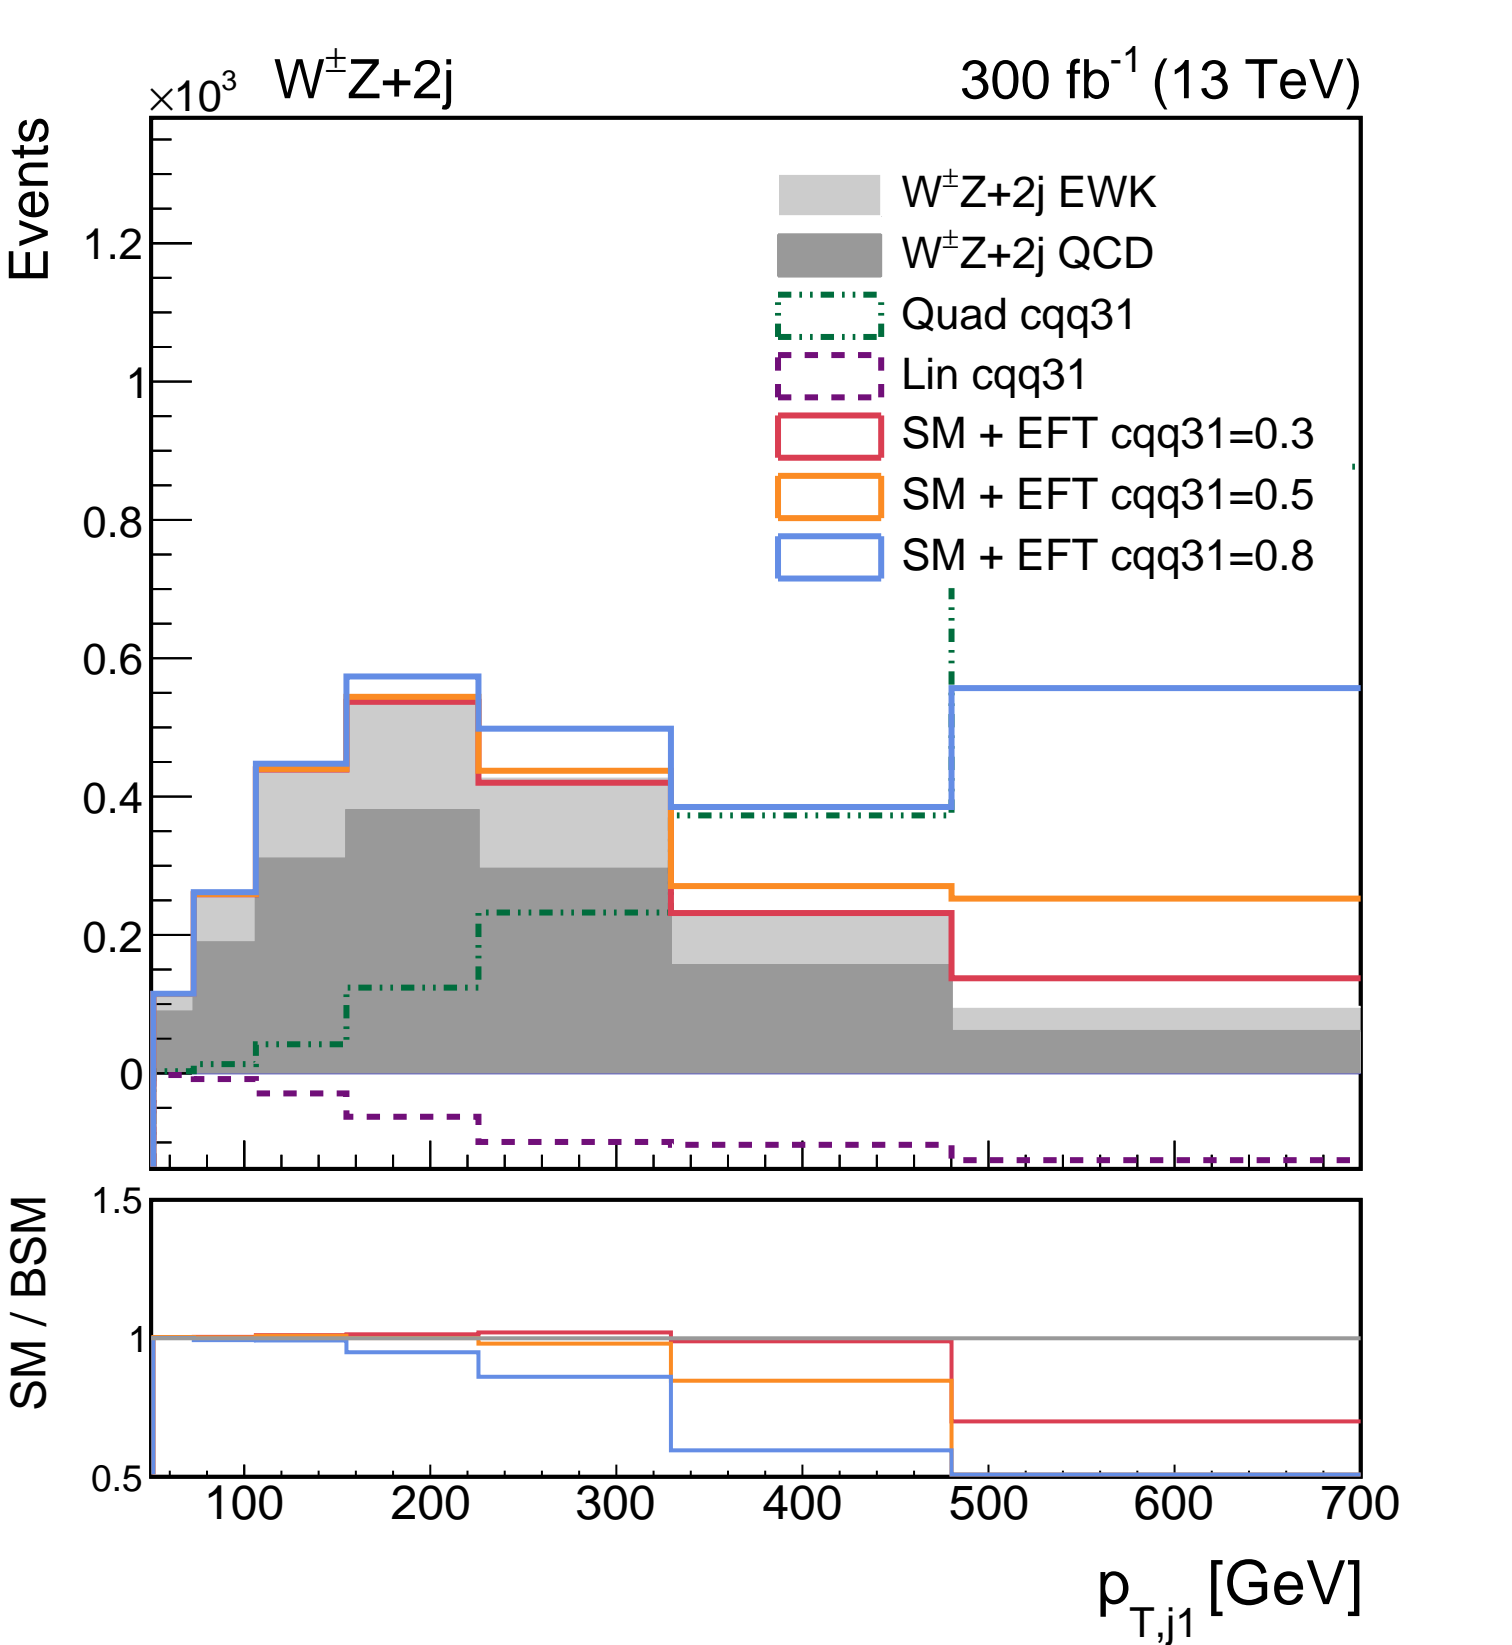 ×10³ W±Z+2j 300 fb⁻¹ (13 TeV)
Events
W±Z+2j EWK
W±Z+2j QCD
Quad cqq31
Lin cqq31
SM + EFT cqq31=0.3
SM + EFT cqq31=0.5
SM + EFT cqq31=0.8
1.2
1
0.8
0.6
0.4
0.2
0
SM / BSM
1.5
1
0.5
100 200 300 400 500 600 700
p_T,j1 [GeV]